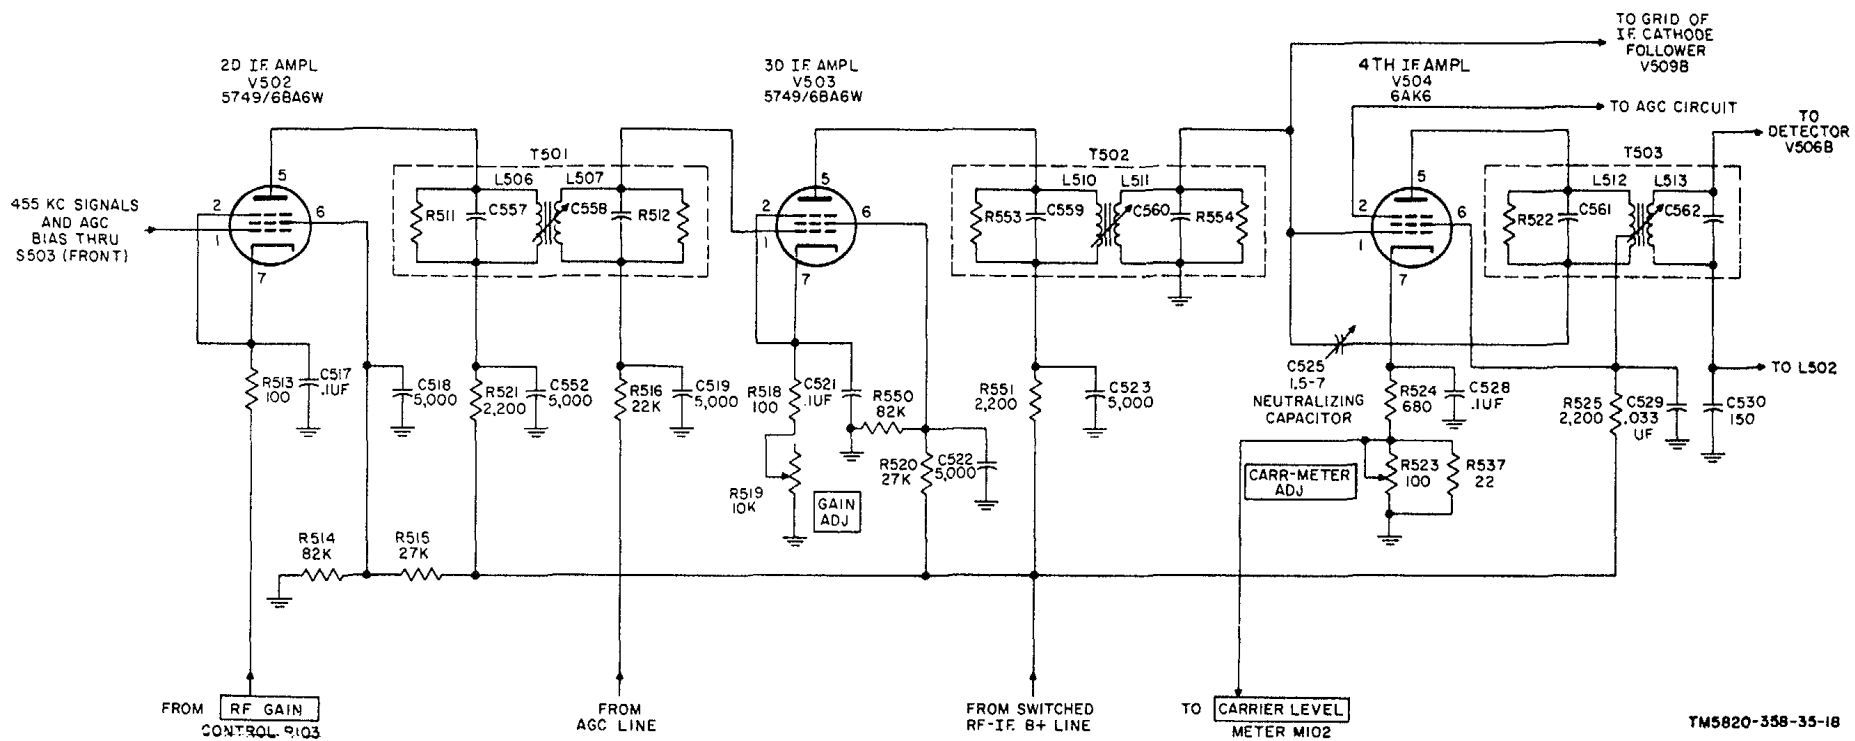 TO GRID OF
I.F. CATHODE
FOLLOWER
V509B
2D I.F. AMPL
V502
5749/6BA6W
3D I.F. AMPL
V503
5749/6BA6W
4TH I.F. AMPL
V504
6AK6
TO AGC CIRCUIT
TO
DETECTOR
V506B
T501
T502
T503
455 KC SIGNALS
AND AGC
BIAS THRU
S503 (FRONT)
5
2
6
1
7
R511
C557
L506
L507
C558
R512
5
2
6
1
7
R553
C559
L510
L511
C560
R554
5
2
6
1
7
R522
C561
L512
L513
C562
R513
100
C517
.1UF
C518
5,000
R521
2,200
C552
5,000
R516
22K
C519
5,000
R518
100
C521
.1UF
R550
82K
R520
27K
C522
5,000
R519
10K
GAIN
ADJ
R551
2,200
C523
5,000
C525
1.5-7
NEUTRALIZING
CAPACITOR
R524
680
C528
.1UF
R525
2,200
C529
.033
UF
TO L502
C530
150
CARR-METER
ADJ
R523
100
R537
22
R514
82K
R515
27K
FROM RF GAIN
CONTROL R103
FROM
AGC LINE
FROM SWITCHED
RF-I.F. B+ LINE
TO CARRIER LEVEL
METER M102
TM5820-358-35-18